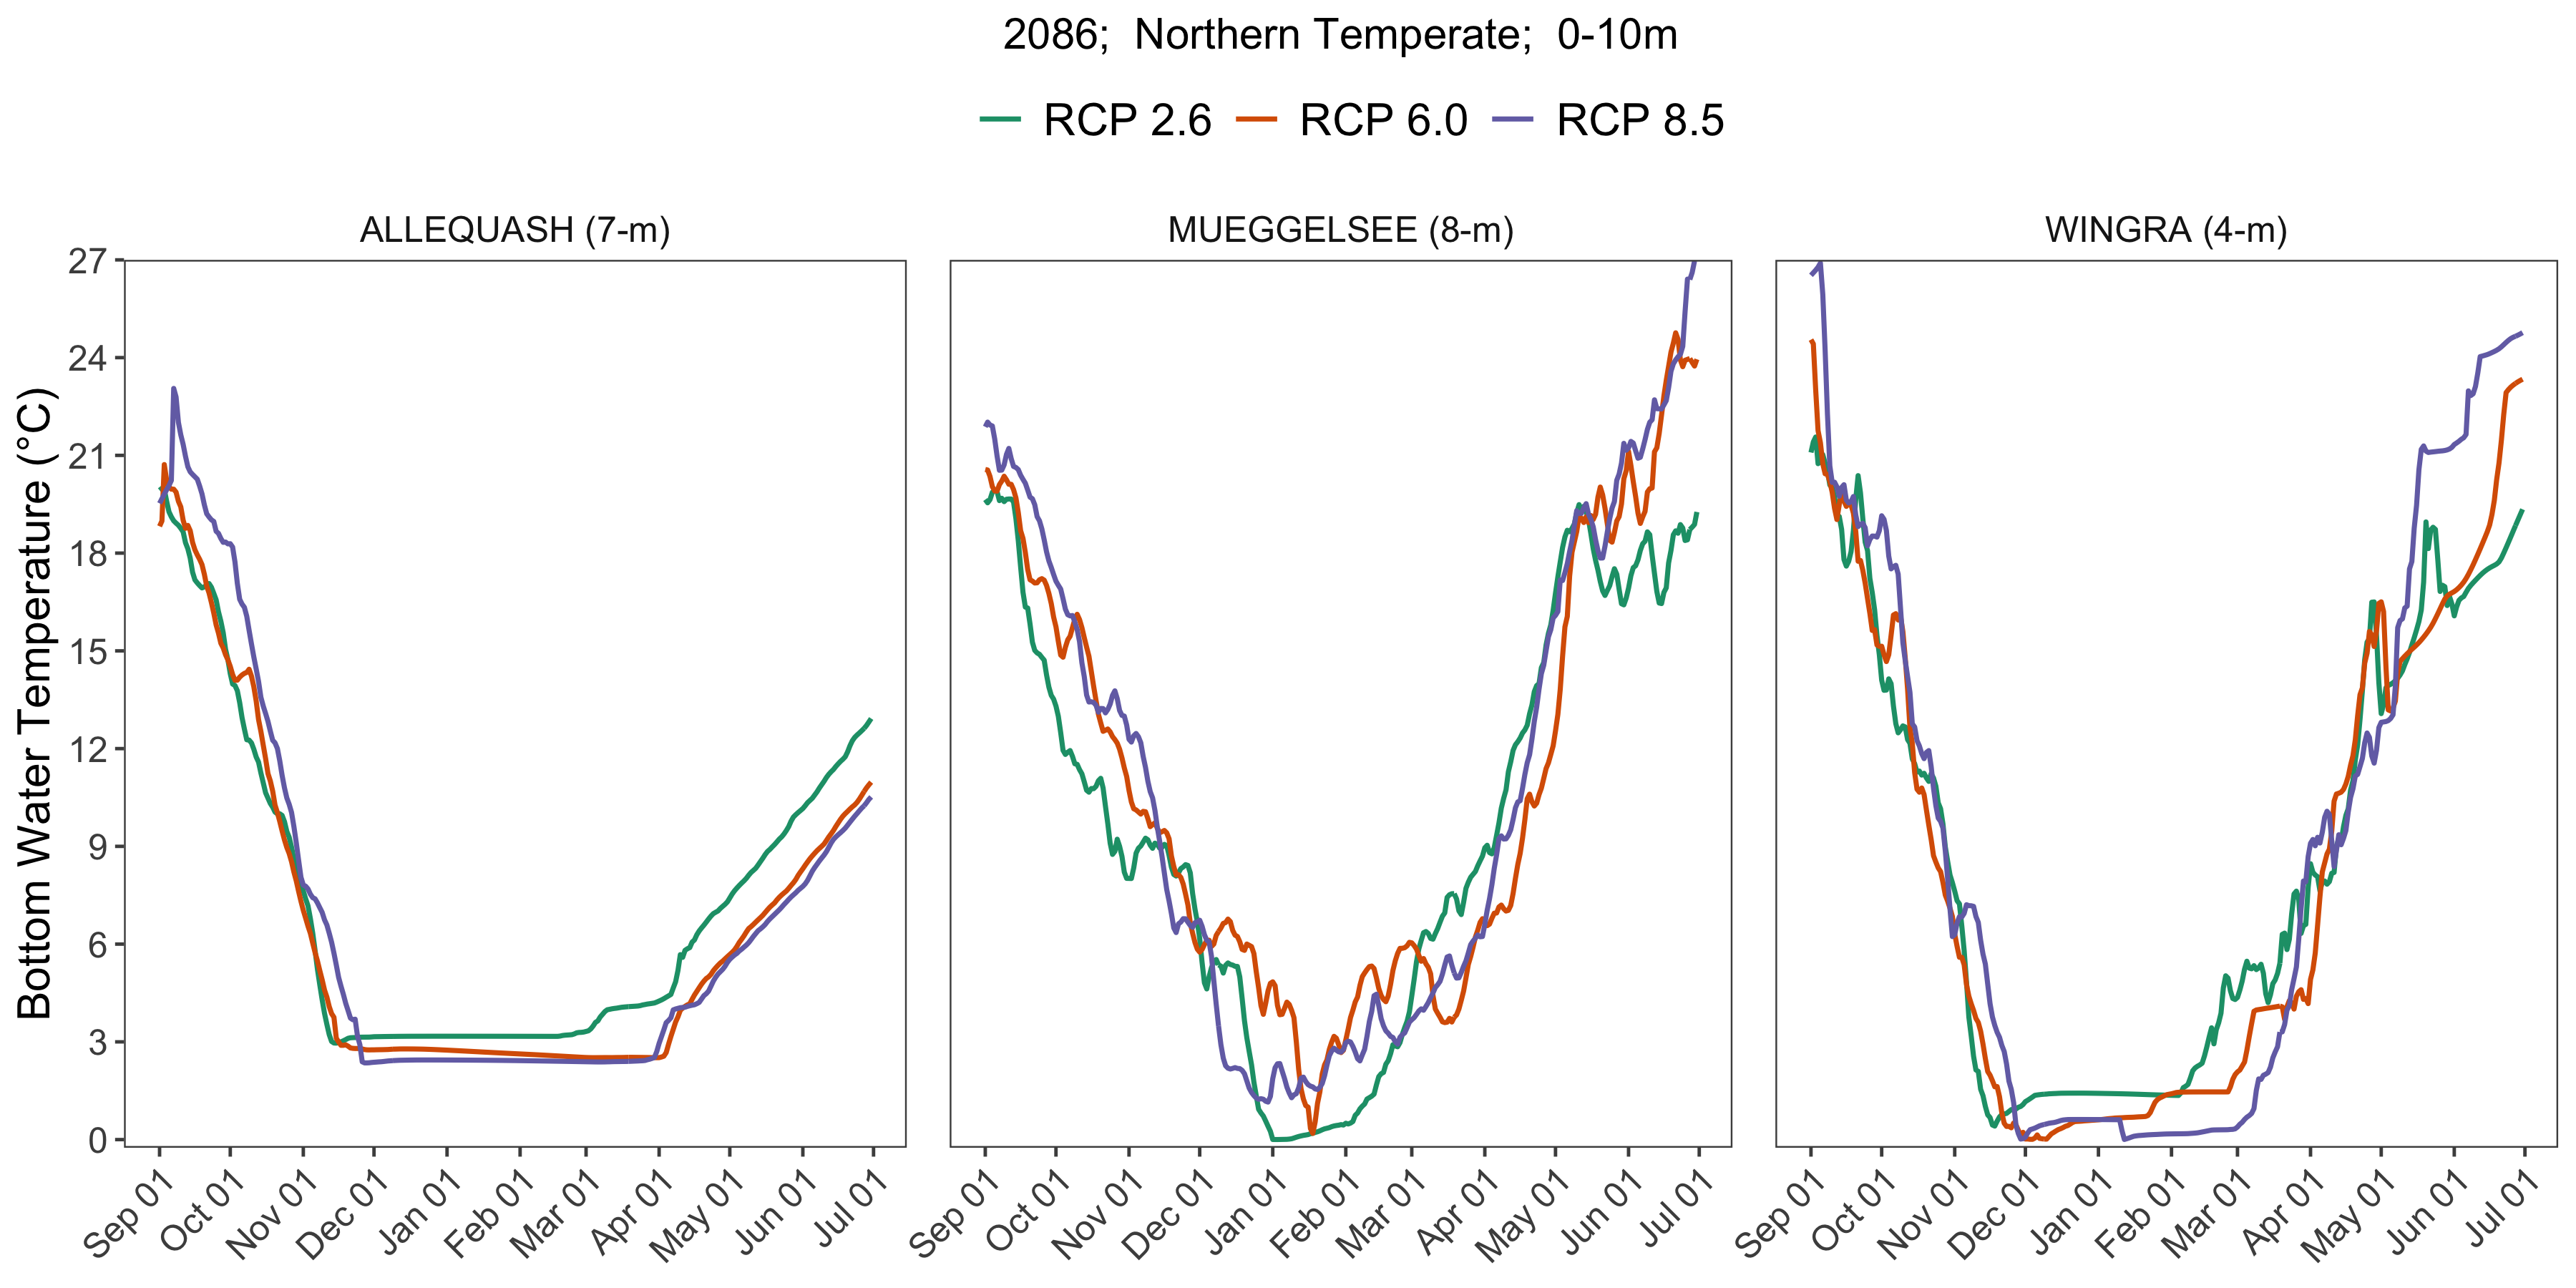 2086;  Northern Temperate;  0-10m
RCP 2.6 RCP 6.0 RCP 8.5
ALLEQUASH (7-m)
MUEGGELSEE (8-m)
WINGRA (4-m)
Bottom Water Temperature (°C)
27
24
21
18
15
12
9
6
3
0
Sep 01 Oct 01 Nov 01 Dec 01 Jan 01 Feb 01 Mar 01 Apr 01 May 01 Jun 01 Jul 01
Sep 01 Oct 01 Nov 01 Dec 01 Jan 01 Feb 01 Mar 01 Apr 01 May 01 Jun 01 Jul 01
Sep 01 Oct 01 Nov 01 Dec 01 Jan 01 Feb 01 Mar 01 Apr 01 May 01 Jun 01 Jul 01